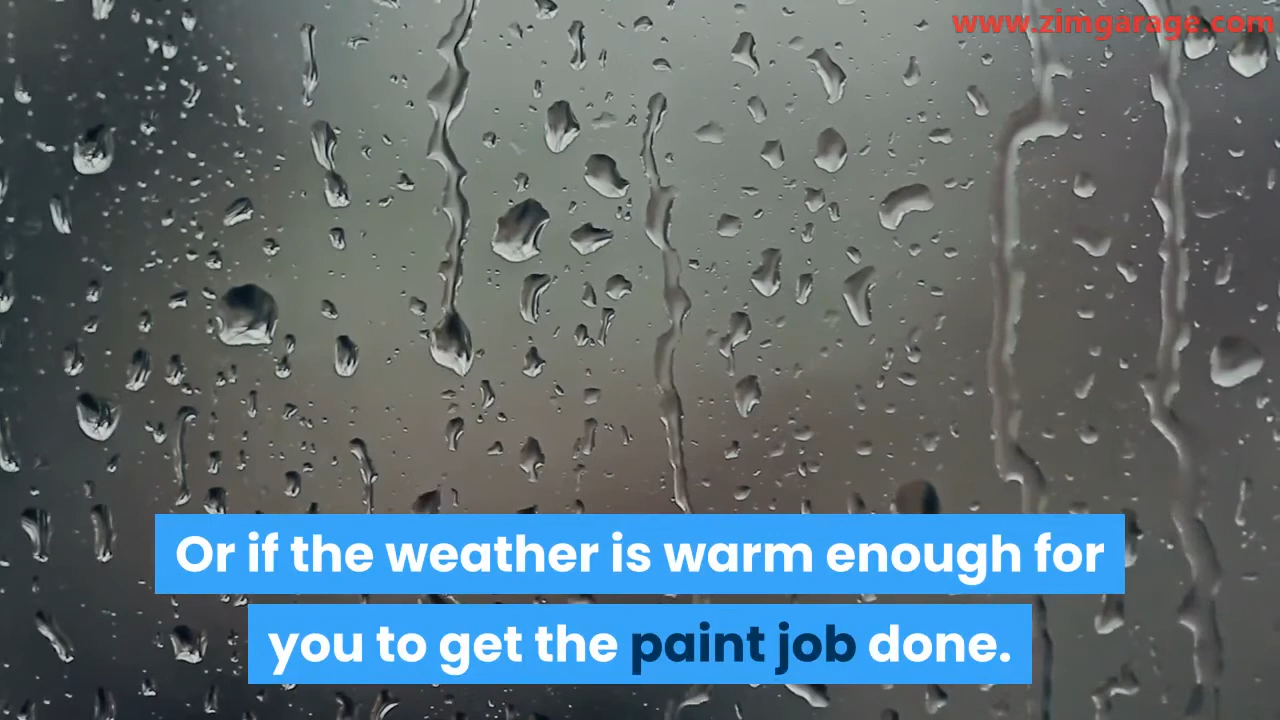 www.zimgarage.com
Or if the weather is warm enough for
you to get the paint job done.